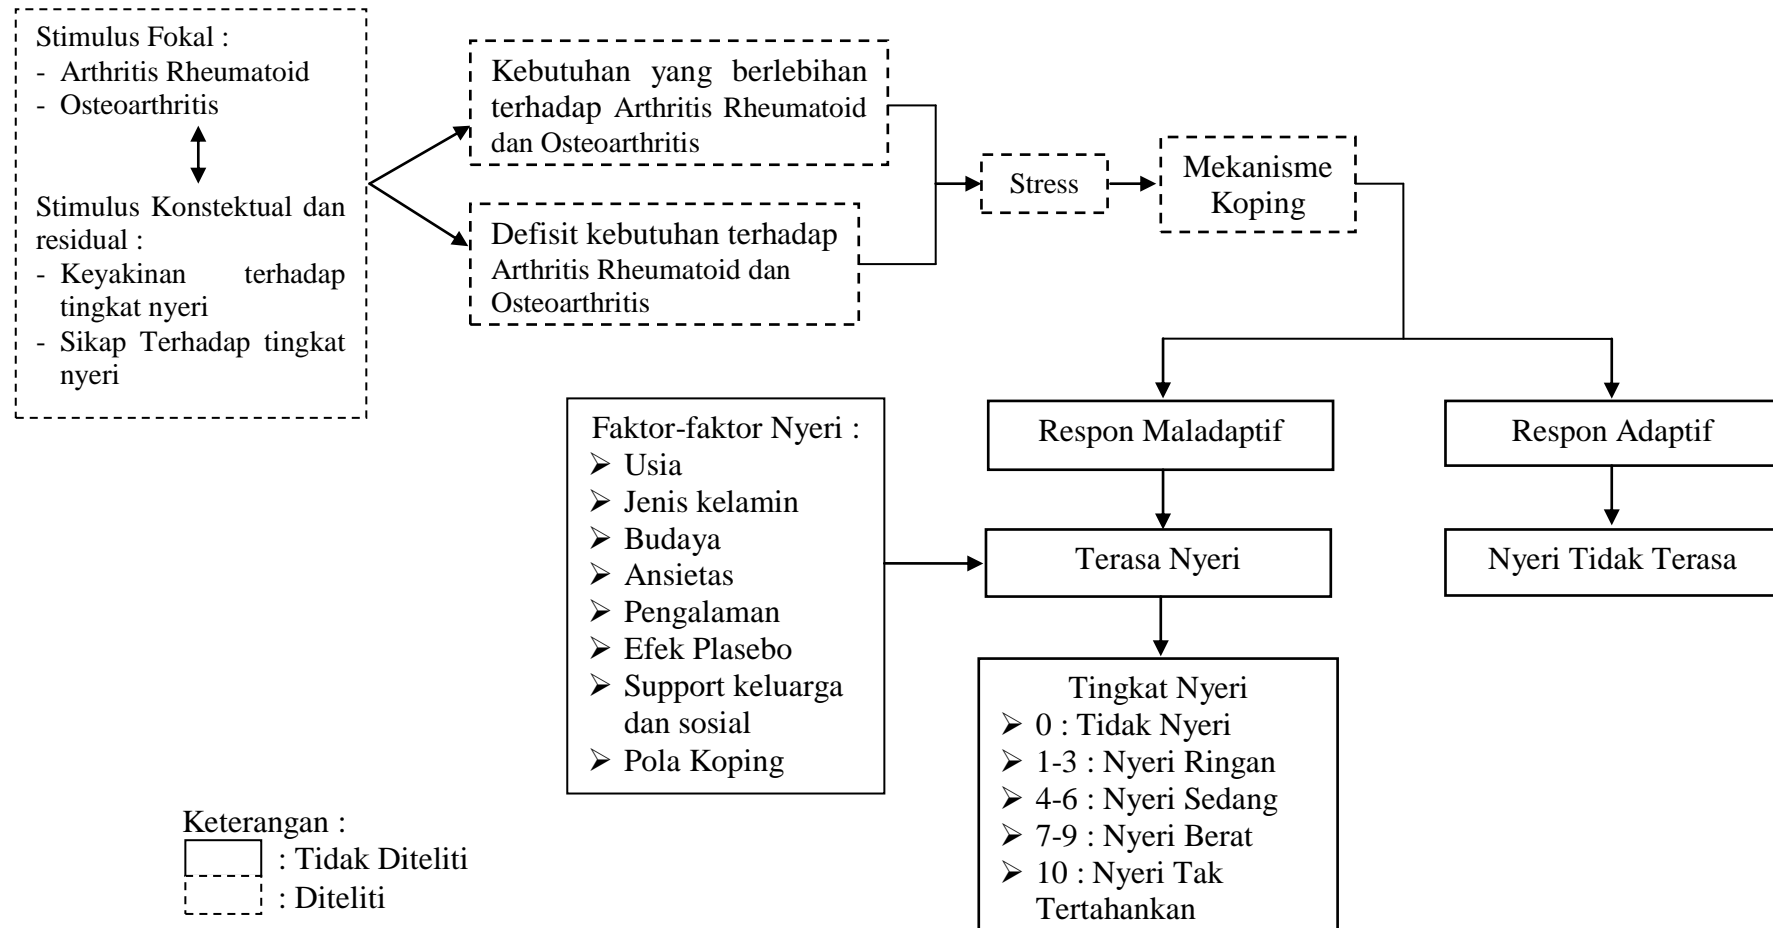 Stimulus Fokal :
- Arthritis Rheumatoid
- Osteoarthritis
Stimulus Konstektual dan
residual :
- Keyakinan terhadap
tingkat nyeri
- Sikap Terhadap tingkat
nyeri
Kebutuhan yang berlebihan
terhadap Arthritis Rheumatoid
dan Osteoarthritis
Defisit kebutuhan terhadap
Arthritis Rheumatoid dan
Osteoarthritis
Stress
Mekanisme
Koping
Respon Maladaptif
Respon Adaptif
Terasa Nyeri
Nyeri Tidak Terasa
Faktor-faktor Nyeri :
➢ Usia
➢ Jenis kelamin
➢ Budaya
➢ Ansietas
➢ Pengalaman
➢ Efek Plasebo
➢ Support keluarga
dan sosial
➢ Pola Koping
Tingkat Nyeri
➢ 0 : Tidak Nyeri
➢ 1-3 : Nyeri Ringan
➢ 4-6 : Nyeri Sedang
➢ 7-9 : Nyeri Berat
➢ 10 : Nyeri Tak
Tertahankan
Keterangan :
: Tidak Diteliti
: Diteliti